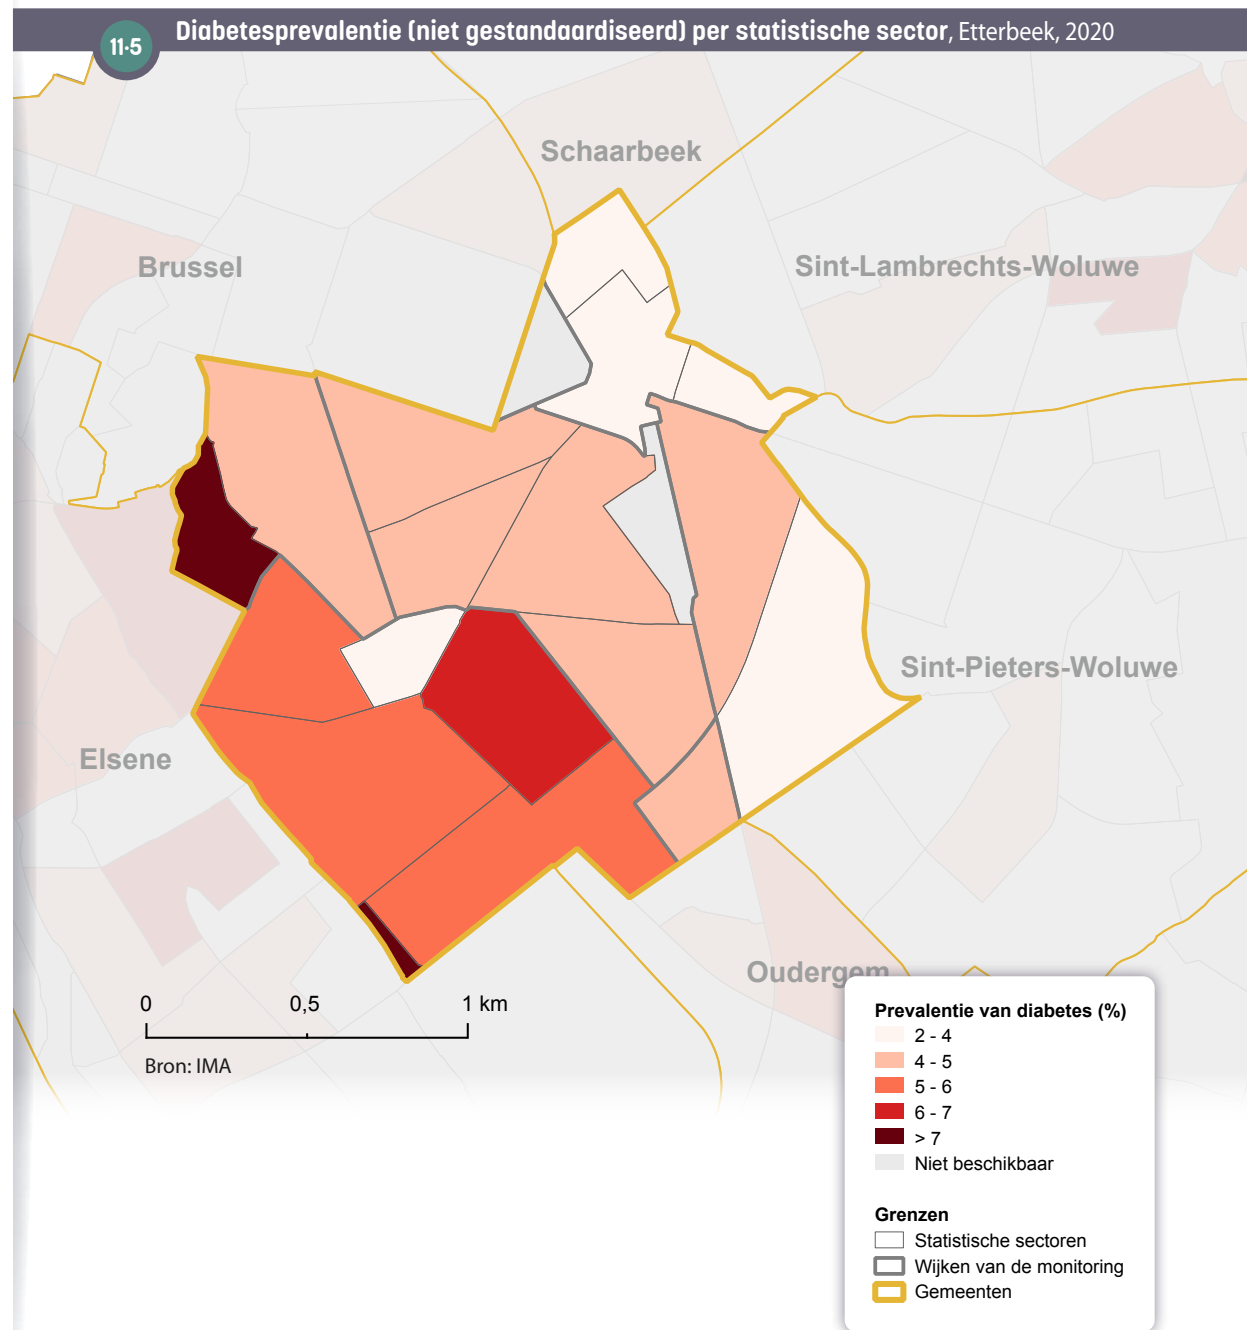 11-5
Diabetesprevalentie (niet gestandaardiseerd) per statistische sector, Etterbeek, 2020
Schaarbeek
Brussel
Sint-Lambrechts-Woluwe
Sint-Pieters-Woluwe
Elsene
Oudergem
0 0,5 1 km
Bron: IMA
Prevalentie van diabetes (%)
2 - 4
4 - 5
5 - 6
6 - 7
> 7
Niet beschikbaar
Grenzen
Statistische sectoren
Wijken van de monitoring
Gemeenten